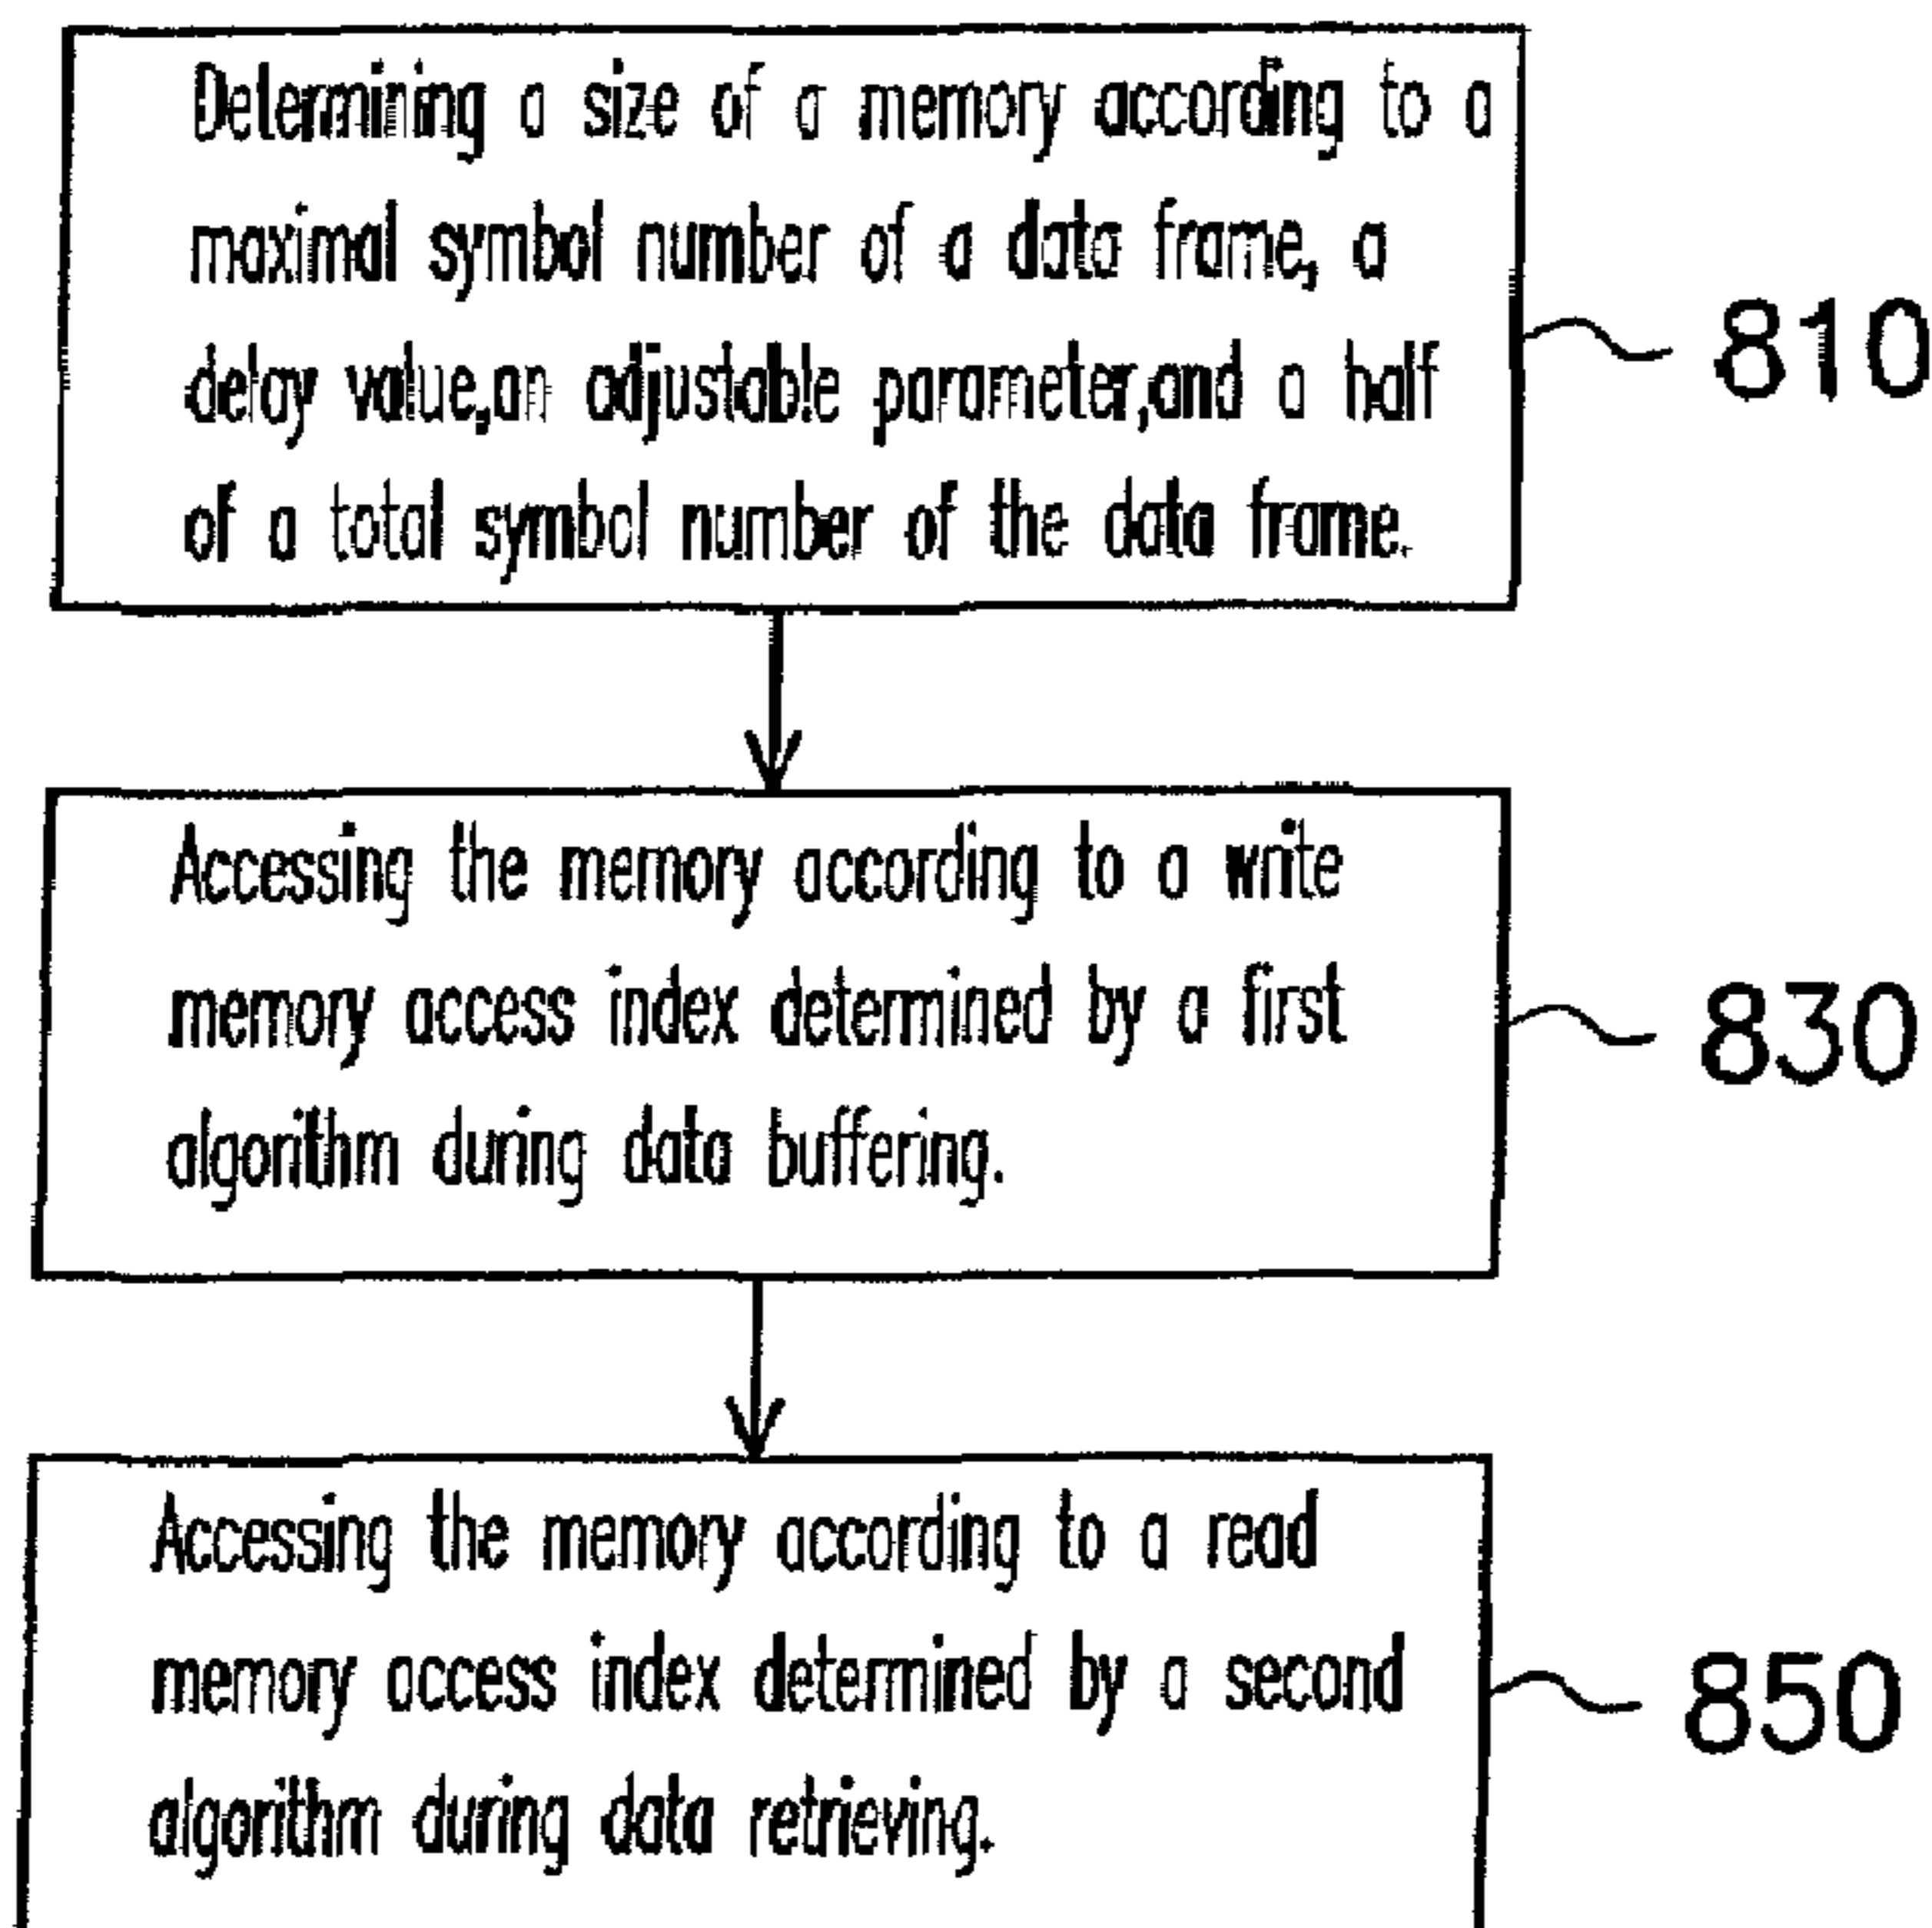 Determining a size of a memory according to a
maximal symbol number of a data frame, a
delay value,an adjustable parameter,and a half
of a total symbol number of the data frame.
810
Accessing the memory according to a write
memory access index determined by a first
algorithm during data buffering.
830
Accessing the memory according to a read
memory access index determined by a second
algorithm during data retrieving.
850